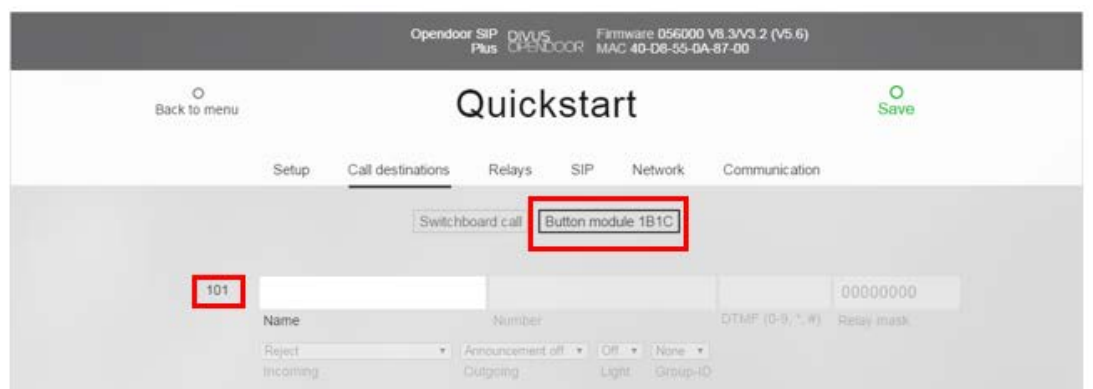 Opendoor SIP Plus DIVUS OPENDOOR Firmware 056000 V8.3/V3.2 (V5.6)
MAC 40-D8-55-0A-87-00
Back to menu Quickstart Save
Setup Call destinations Relays SIP Network Communication
Switchboard call Button module 1B1C
101 00000000
Name Number DTMF (0-9, *, #) Relay mask
Reject Announcement off Off None
Incoming Outgoing Light Group-ID